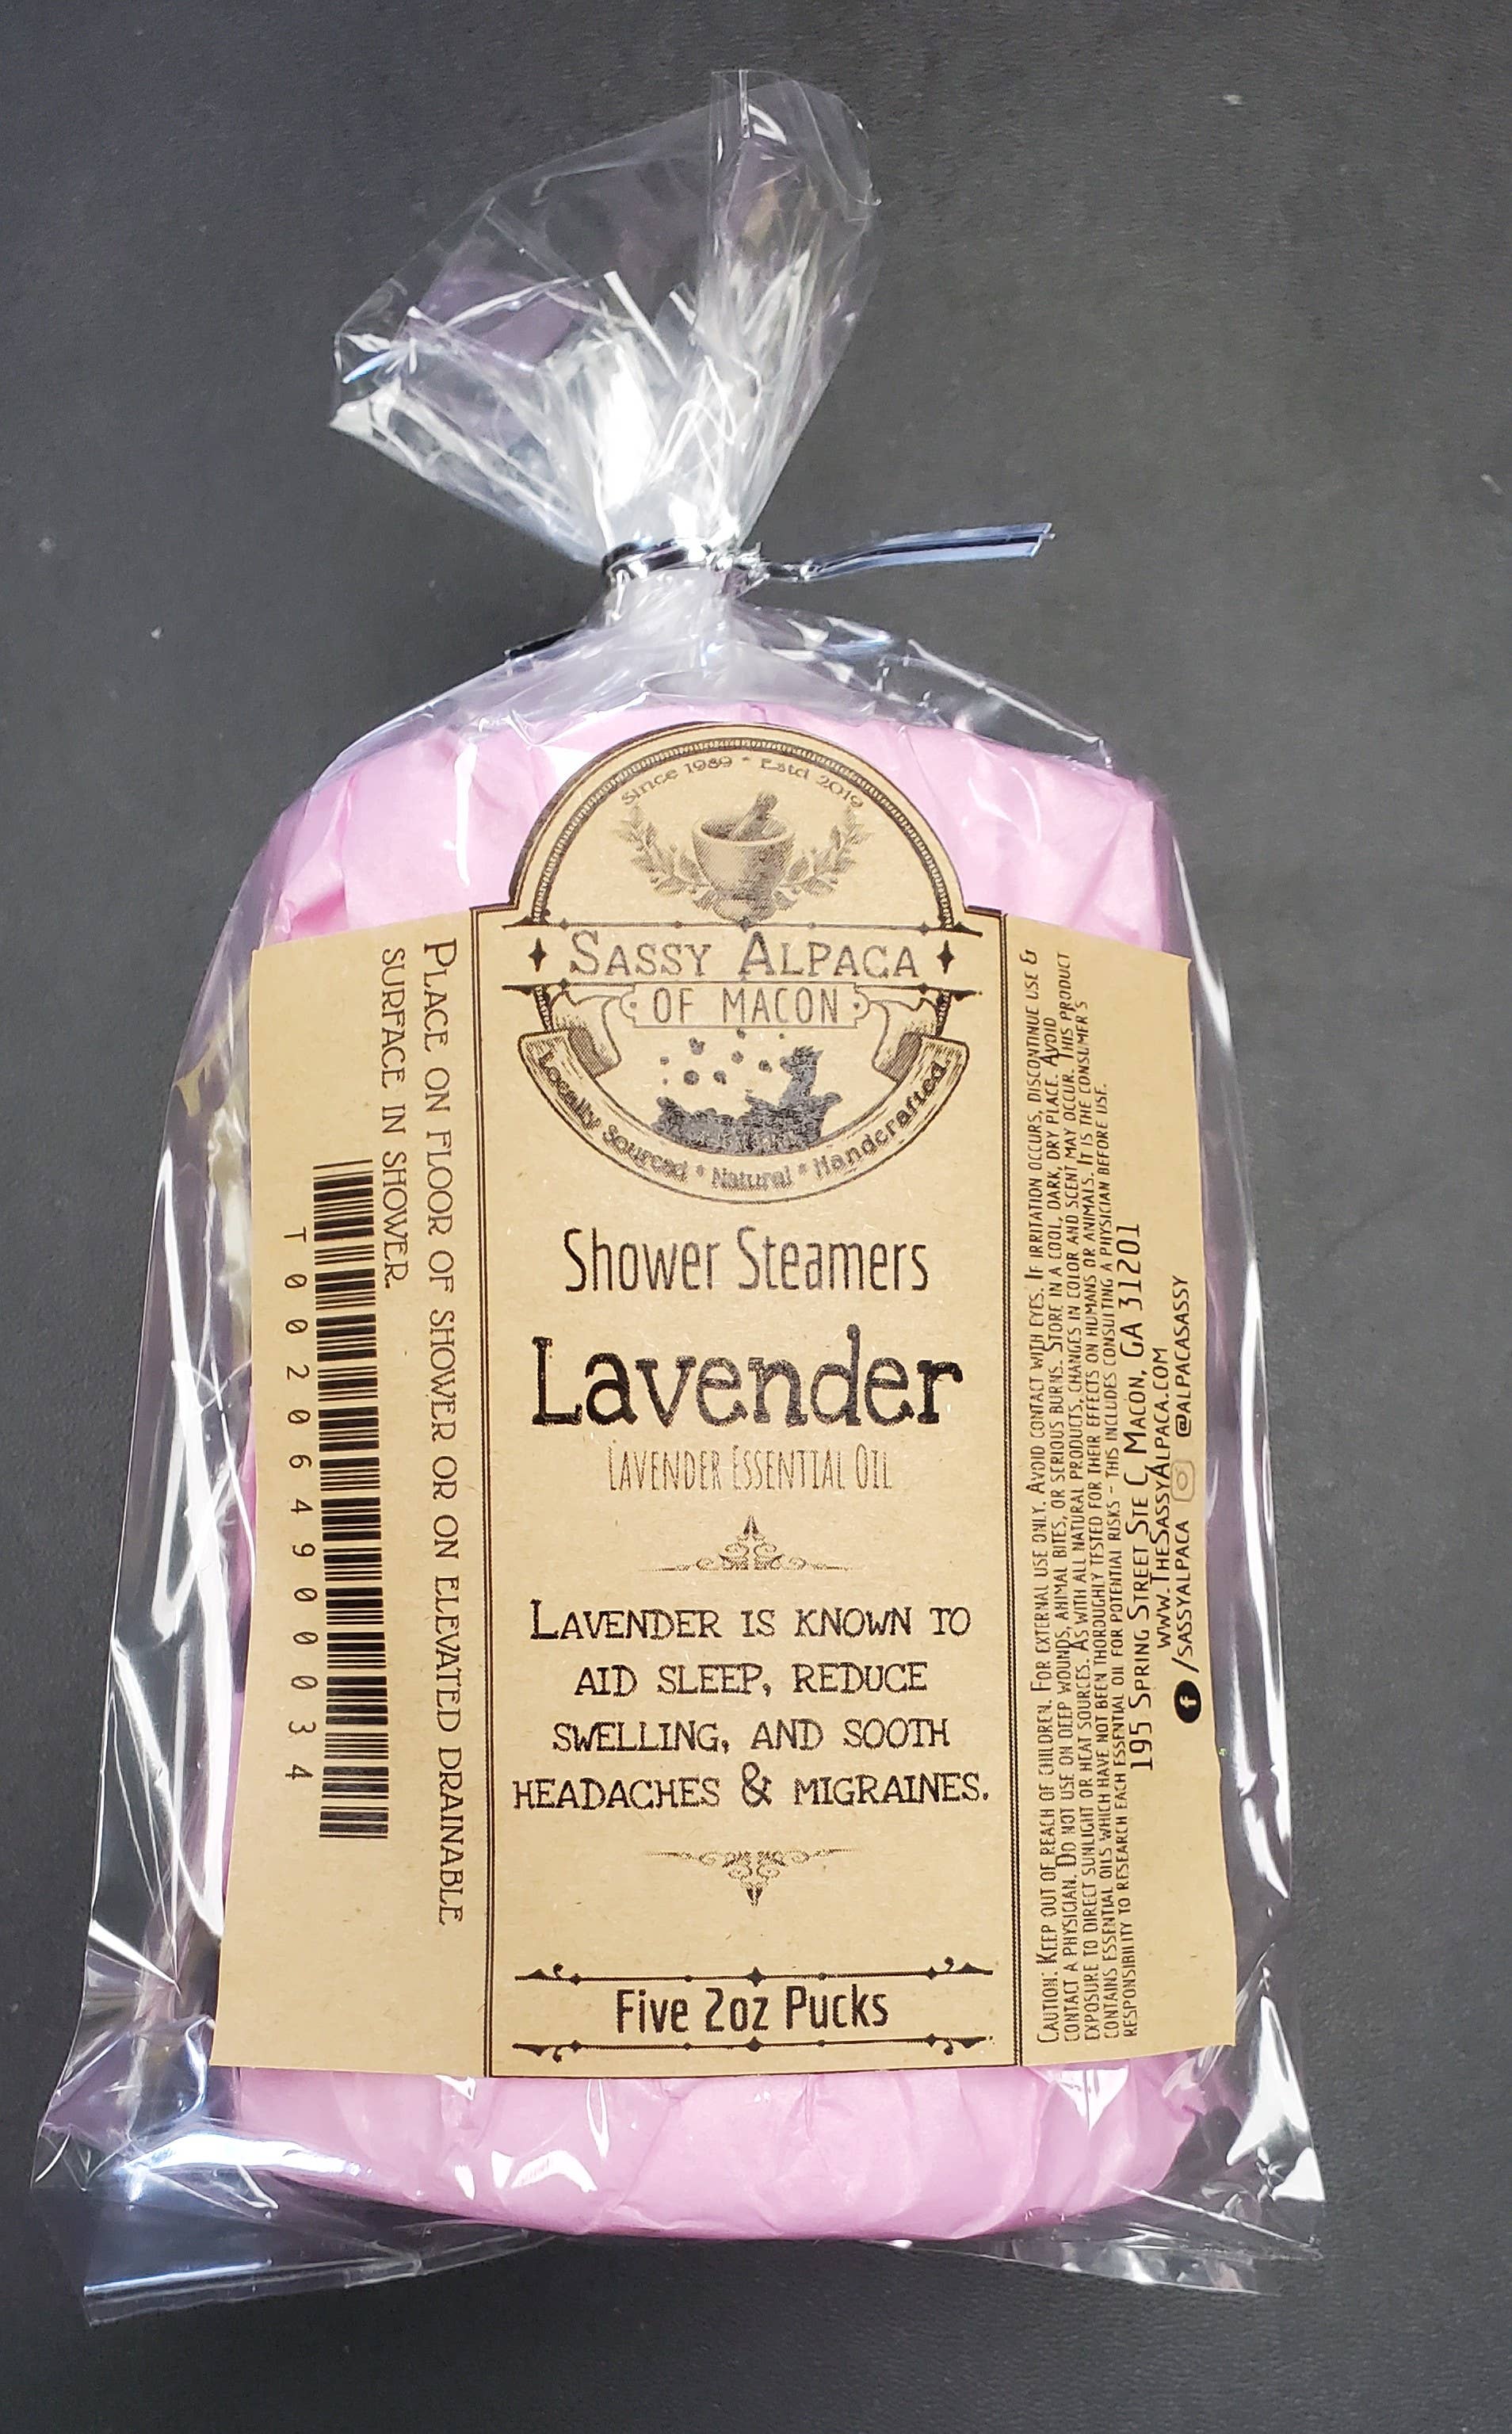 Since 1989 * Estd 2019
SASSY ALPACA
OF MACON
Locally Sourced * Natural * Handcrafted
Shower Steamers
Lavender
LAVENDER ESSENTIAL OIL
LAVENDER IS KNOWN TO
AID SLEEP, REDUCE
SWELLING, AND SOOTH
HEADACHES & MIGRAINES.
Five 2oz Pucks
PLACE ON FLOOR OF SHOWER OR ON ELEVATED DRAINABLE
SURFACE IN SHOWER.
T00206490034
CAUTION: KEEP OUT OF REACH OF CHILDREN. FOR EXTERNAL USE ONLY. AVOID CONTACT WITH EYES. IF IRRITATION OCCURS, DISCONTINUE USE &
CONTACT A PHYSICIAN. DO NOT USE ON DEEP WOUNDS, ANIMAL BITES, OR SERIOUS BURNS. STORE IN A COOL, DARK, DRY PLACE. AVOID
EXPOSURE TO DIRECT SUNLIGHT OR HEAT SOURCES. AS WITH ALL NATURAL PRODUCTS, CHANGES IN COLOR AND SCENT MAY OCCUR. THIS PRODUCT
CONTAINS ESSENTIAL OILS WHICH HAVE NOT BEEN THOROUGHLY TESTED FOR THEIR EFFECTS ON HUMANS OR ANIMALS. IT IS THE CONSUMER'S
RESPONSIBILITY TO RESEARCH EACH ESSENTIAL OIL FOR POTENTIAL RISKS - THIS INCLUDES CONSULTING A PHYSICIAN BEFORE USE.
195 SPRING STREET STE C, MACON, GA 31201
WWW.THESASSYALPACA.COM
/SASSYALPACA @ALPACASASSY